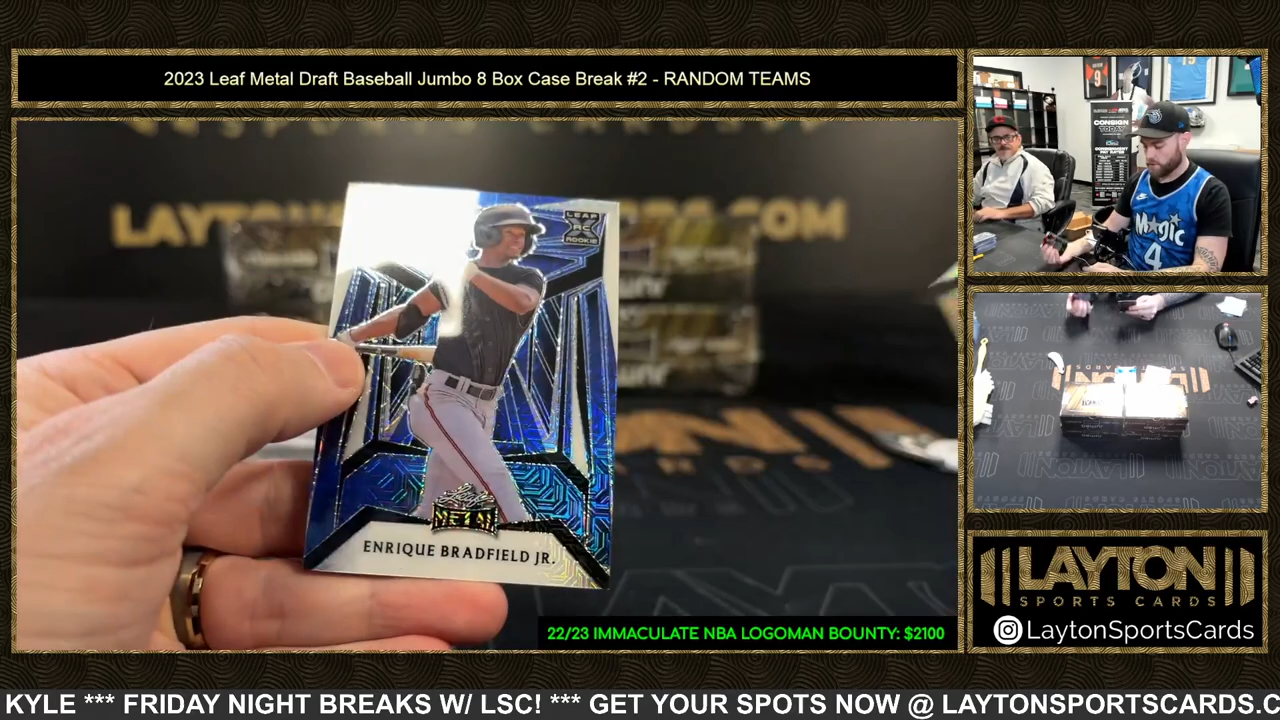 2023 Leaf Metal Draft Baseball Jumbo 8 Box Case Break #2 - RANDOM TEAMS
LEAF
RC
ROOKIE
Leaf
METAL
ENRIQUE BRADFIELD JR.
22/23 IMMACULATE NBA LOGOMAN BOUNTY: $2100
CONSIGN
TODAY
Magic
4
LAYTON
SPORTS CARDS
LaytonSportsCards
KYLE *** FRIDAY NIGHT BREAKS W/ LSC! *** GET YOUR SPOTS NOW @ LAYTONSPORTSCARDS.C